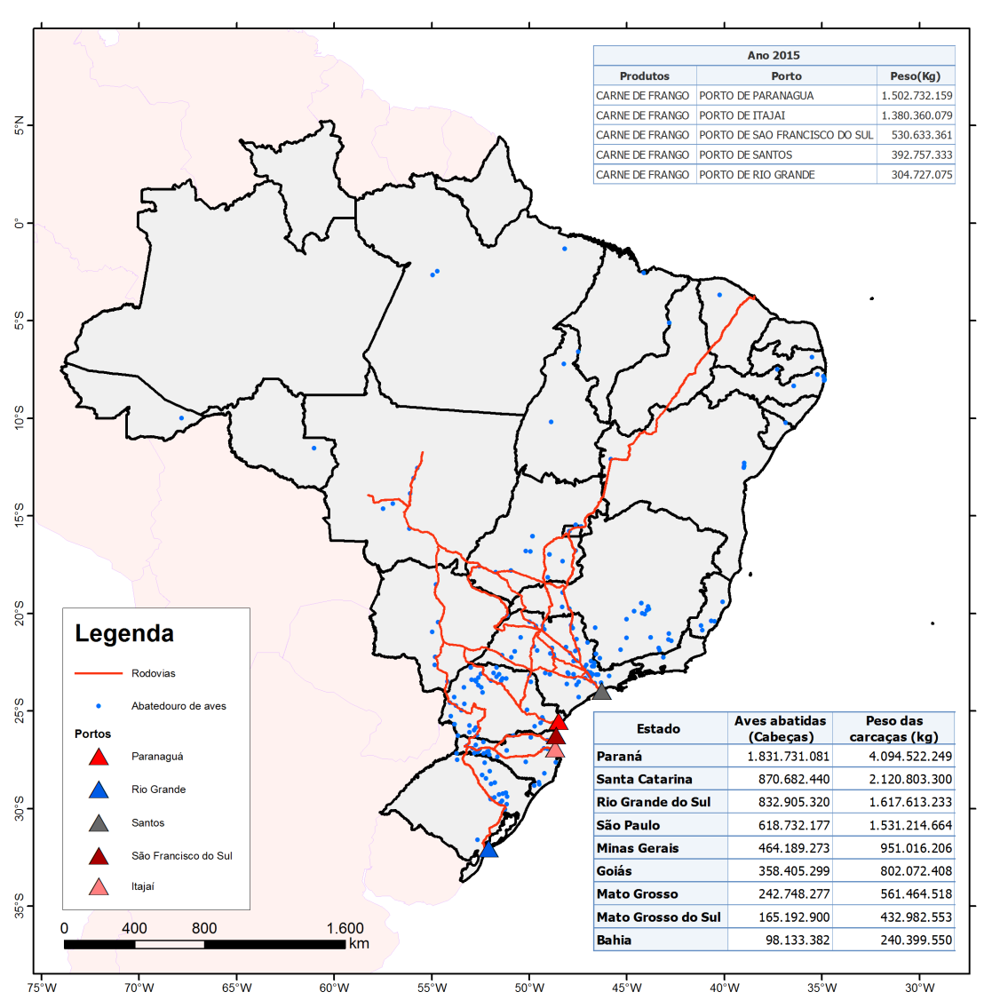 Ano 2015
Produtos Porto Peso(Kg)
CARNE DE FRANGO PORTO DE PARANAGUA 1.502.732.159
CARNE DE FRANGO PORTO DE ITAJAI 1.380.360.079
CARNE DE FRANGO PORTO DE SAO FRANCISCO DO SUL 530.633.361
CARNE DE FRANGO PORTO DE SANTOS 392.757.333
CARNE DE FRANGO PORTO DE RIO GRANDE 304.727.075
5°N
0°
5°S
10°S
15°S
20°S
25°S
30°S
35°S
Legenda
Rodovias
Abatedouro de aves
Portos
Paranaguá
Rio Grande
Santos
São Francisco do Sul
Itajaí
0 400 800 1.600
km
Estado Aves abatidas (Cabeças) Peso das carcaças (kg)
Paraná 1.831.731.081 4.094.522.249
Santa Catarina 870.682.440 2.120.803.300
Rio Grande do Sul 832.905.320 1.617.613.233
São Paulo 618.732.177 1.531.214.664
Minas Gerais 464.189.273 951.016.206
Goiás 358.405.299 802.072.408
Mato Grosso 242.748.277 561.464.518
Mato Grosso do Sul 165.192.900 432.982.553
Bahia 98.133.382 240.399.550
75°W 70°W 65°W 60°W 55°W 50°W 45°W 40°W 35°W 30°W